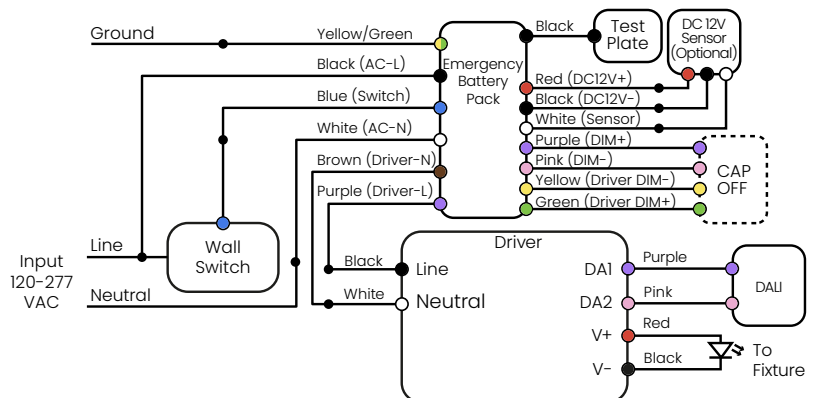 Ground
Yellow/Green
Black (AC-L)
Blue (Switch)
White (AC-N)
Brown (Driver-N)
Purple (Driver-L)
Emergency
Battery
Pack
Black
Test
Plate
DC 12V
Sensor
(Optional)
Red (DC12V+)
Black (DC12V-)
White (Sensor)
Purple (DIM+)
Pink (DIM-)
Yellow (Driver DIM-)
Green (Driver DIM+)
CAP
OFF
Input
120-277
VAC
Line
Neutral
Wall
Switch
Driver
Black
Line
White
Neutral
DA1
Purple
DA2
Pink
DALI
V+
Red
V-
Black
To
Fixture